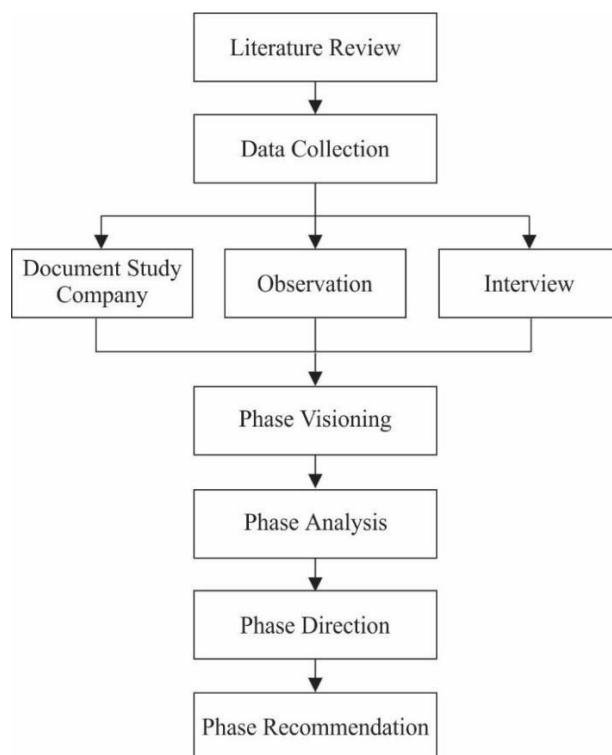 Literature Review
Data Collection
Document Study
Company
Observation
Interview
Phase Visioning
Phase Analysis
Phase Direction
Phase Recommendation